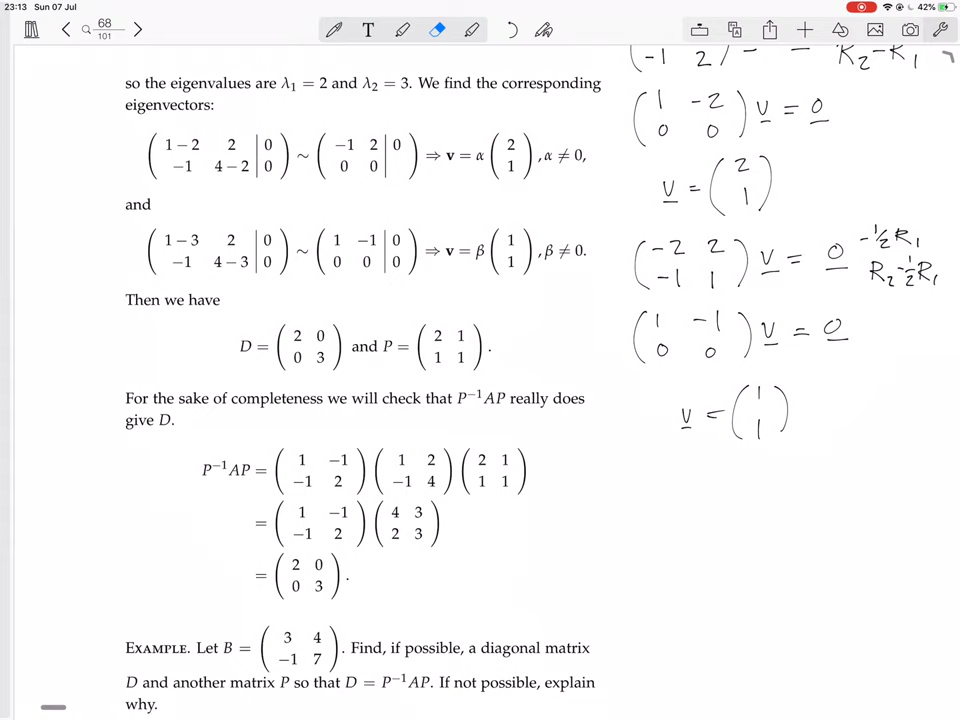 23:13 Sun 07 Jul
42%
68
101
T
so the eigenvalues are λ₁ = 2 and λ₂ = 3. We find the corresponding
eigenvectors:
( 1 − 2 2 | 0 ) ∼ ( −1 2 | 0 ) ⇒ v = α ( 2 ) , α ≠ 0,
( −1 4 − 2 | 0 ) ( 0 0 | 0 ) ( 1 )
and
( 1 − 3 2 | 0 ) ∼ ( 1 −1 | 0 ) ⇒ v = β ( 1 ) , β ≠ 0.
( −1 4 − 3 | 0 ) ( 0 0 | 0 ) ( 1 )
Then we have
D = ( 2 0 ) and P = ( 2 1 ) .
( 0 3 ) ( 1 1 )
For the sake of completeness we will check that P⁻¹AP really does
give D.
P⁻¹AP = ( 1 −1 ) ( 1 2 ) ( 2 1 )
( −1 2 ) ( −1 4 ) ( 1 1 )
= ( 1 −1 ) ( 4 3 )
( −1 2 ) ( 2 3 )
= ( 2 0 ) .
( 0 3 )
EXAMPLE. Let B = ( 3 4 ) . Find, if possible, a diagonal matrix
( −1 7 )
D and another matrix P so that D = P⁻¹AP. If not possible, explain
why.
( −1 2 ) R₂−R₁
( 1 −2 ) v = 0
( 0 0 )
v = ( 2 )
( 1 )
( −2 2 ) v = 0 −½R₁
( −1 1 ) R₂−½R₁
( 1 −1 ) v = 0
( 0 0 )
v = ( 1 )
( 1 )